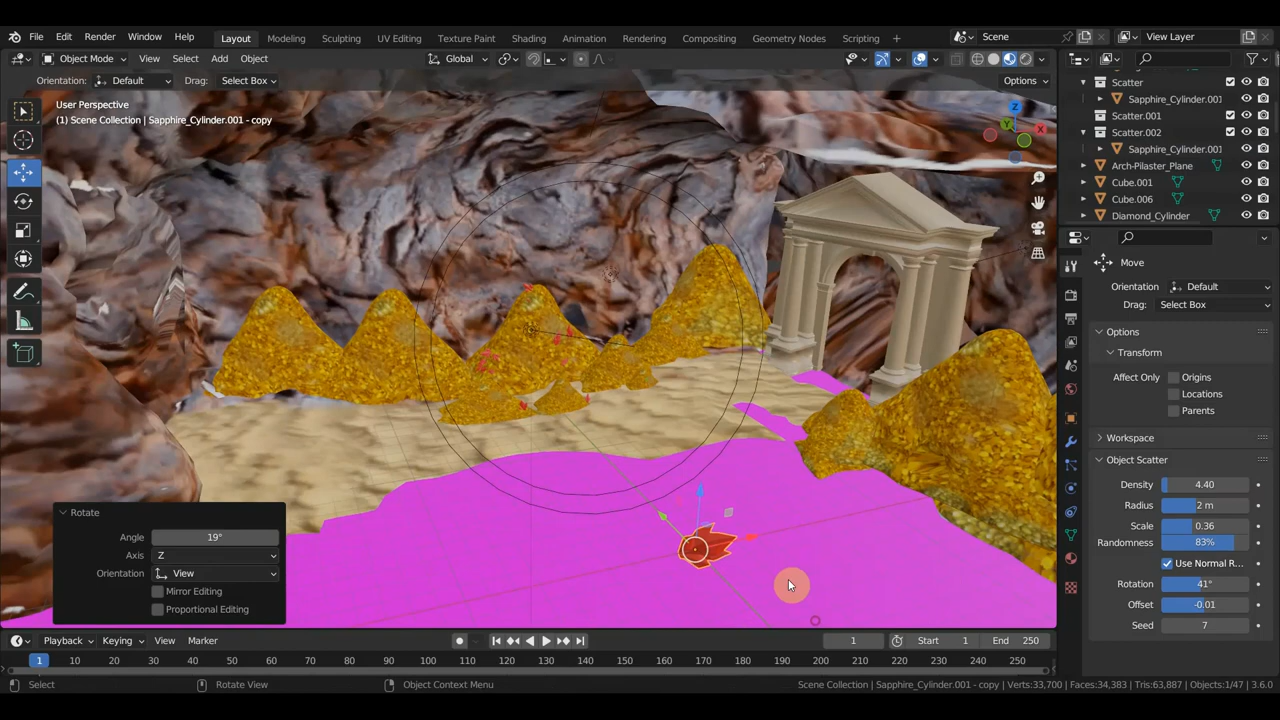 File Edit Render Window Help Layout Modeling Sculpting UV Editing Texture Paint Shading Animation Rendering Compositing Geometry Nodes Scripting + Scene View Layer
Object Mode View Select Add Object Global
Orientation: Default Drag: Select Box Options
User Perspective
(1) Scene Collection | Sapphire_Cylinder.001 - copy
Z
Y
X
Scatter
Sapphire_Cylinder.001
Scatter.001
Scatter.002
Sapphire_Cylinder.001
Arch-Pilaster_Plane
Cube.001
Cube.006
Diamond_Cylinder
Move
Orientation: Default
Drag: Select Box
Options
Transform
Affect Only Origins
Locations
Parents
Workspace
Object Scatter
Density 4.40
Radius 2 m
Scale 0.36
Randomness 83%
Use Normal R...
Rotation 41°
Offset -0.01
Seed 7
Rotate
Angle 19°
Axis Z
Orientation View
Mirror Editing
Proportional Editing
Playback Keying View Marker 1 Start 1 End 250
1 10 20 30 40 50 60 70 80 90 100 110 120 130 140 150 160 170 180 190 200 210 220 230 240 250
Select Rotate View Object Context Menu Scene Collection | Sapphire_Cylinder.001 - copy | Verts:33,700 | Faces:34,383 | Tris:63,887 | Objects:1/47 | 3.6.0